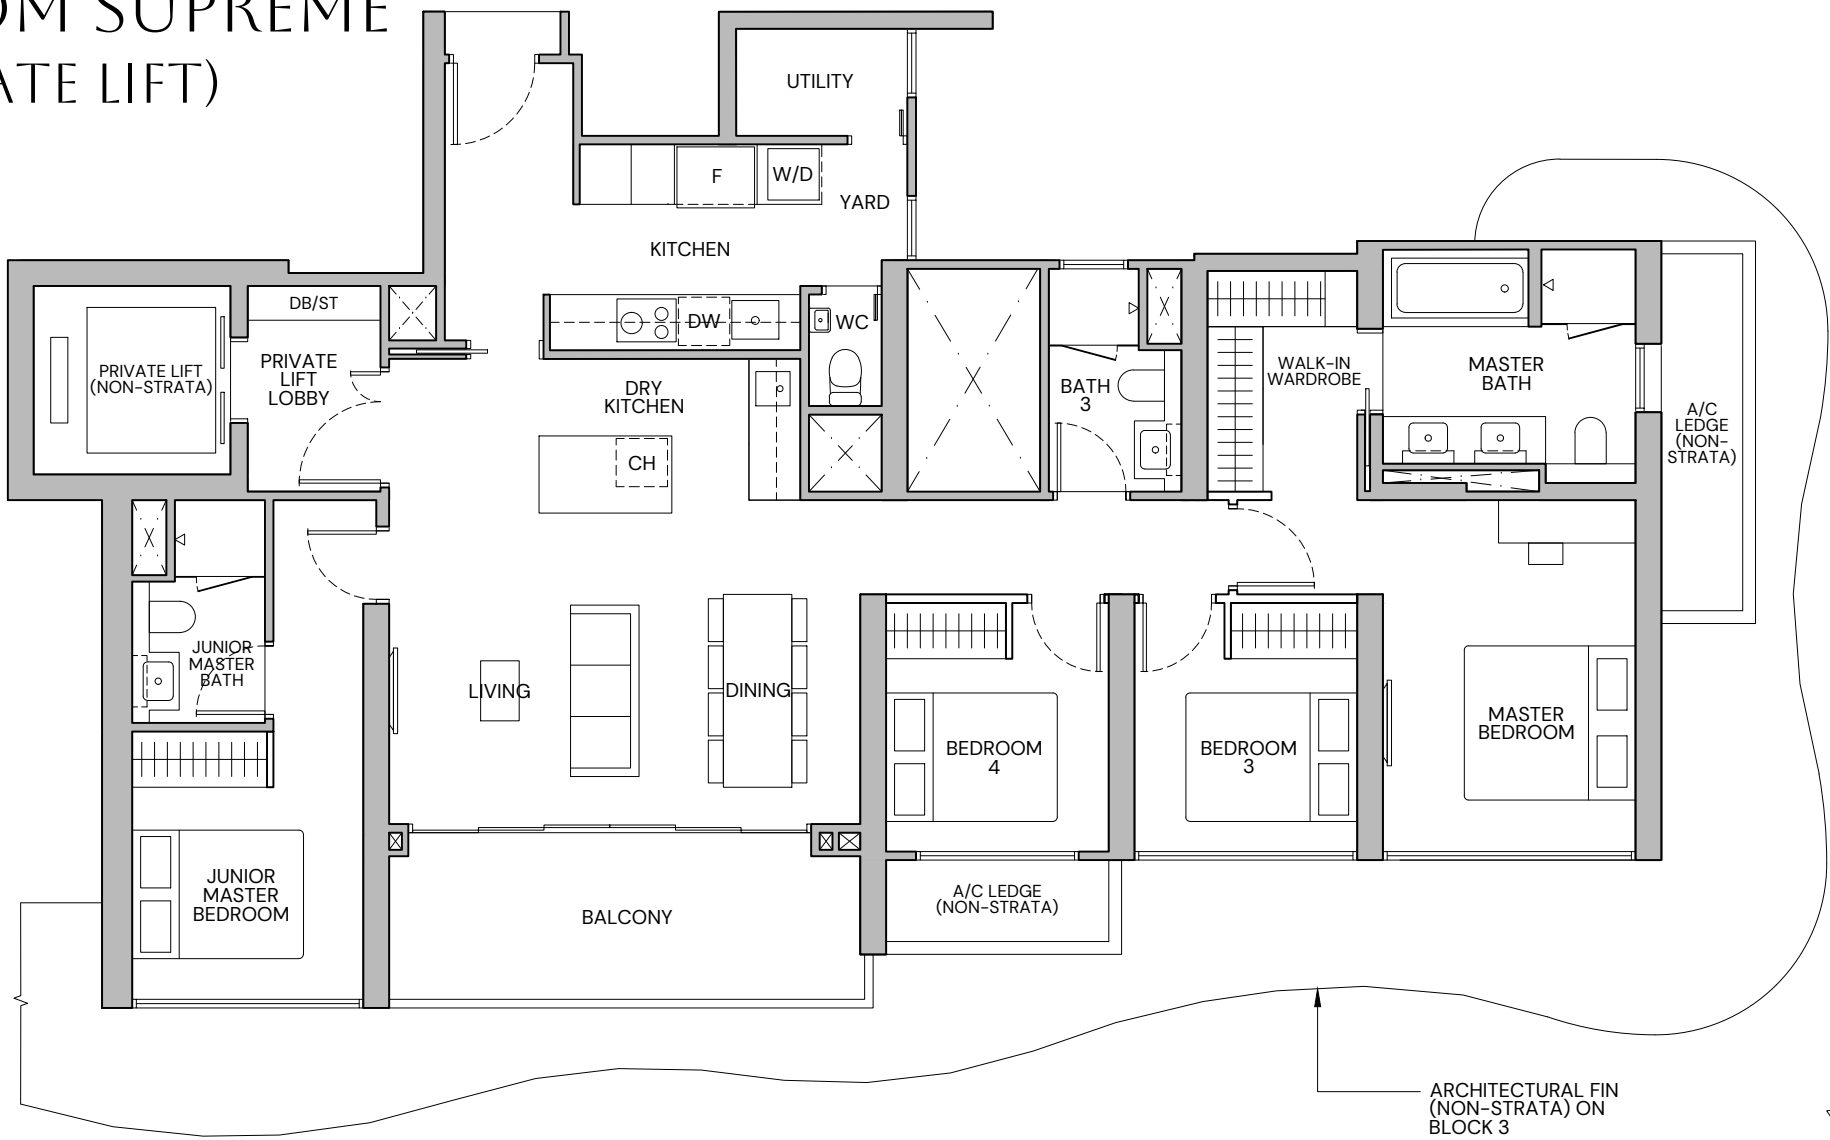 OM SUPREME
ATE LIFT)
UTILITY
F
W/D
YARD
KITCHEN
DB/ST
DW
WC
PRIVATE LIFT
(NON-STRATA)
PRIVATE
LIFT
LOBBY
DRY
KITCHEN
CH
BATH
3
WALK-IN
WARDROBE
MASTER
BATH
A/C
LEDGE
(NON-
STRATA)
JUNIOR
MASTER
BATH
LIVING
DINING
BEDROOM
4
BEDROOM
3
MASTER
BEDROOM
JUNIOR
MASTER
BEDROOM
BALCONY
A/C LEDGE
(NON-STRATA)
ARCHITECTURAL FIN
(NON-STRATA) ON
BLOCK 3